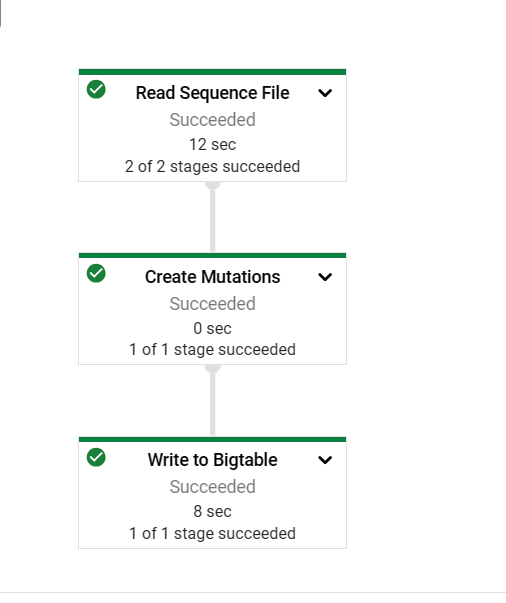 Read Sequence File
Succeeded
12 sec
2 of 2 stages succeeded
Create Mutations
Succeeded
0 sec
1 of 1 stage succeeded
Write to Bigtable
Succeeded
8 sec
1 of 1 stage succeeded